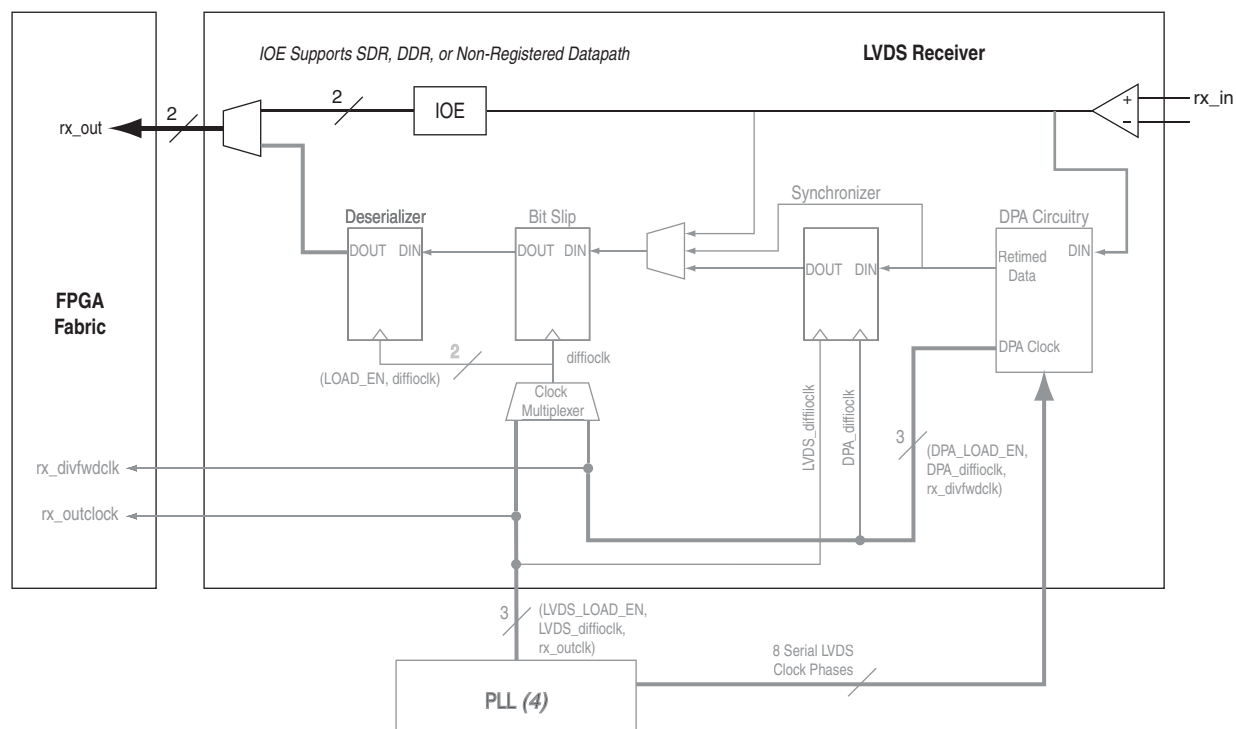 IOE Supports SDR, DDR, or Non-Registered Datapath
LVDS Receiver
2
2
IOE
+
–
rx_in
rx_out
Synchronizer
Deserializer
Bit Slip
DPA Circuitry
DOUT DIN
DOUT DIN
DOUT DIN
Retimed
Data
DIN
FPGA
Fabric
DPA Clock
2
diffioclk
(LOAD_EN, diffioclk)
Clock
Multiplexer
LVDS_diffiioclk
DPA_diffioclk
3
(DPA_LOAD_EN,
DPA_diffioclk,
rx_divfwdclk)
rx_divfwdclk
rx_outclock
3
(LVDS_LOAD_EN,
LVDS_diffioclk,
rx_outclk)
8 Serial LVDS
Clock Phases
PLL (4)